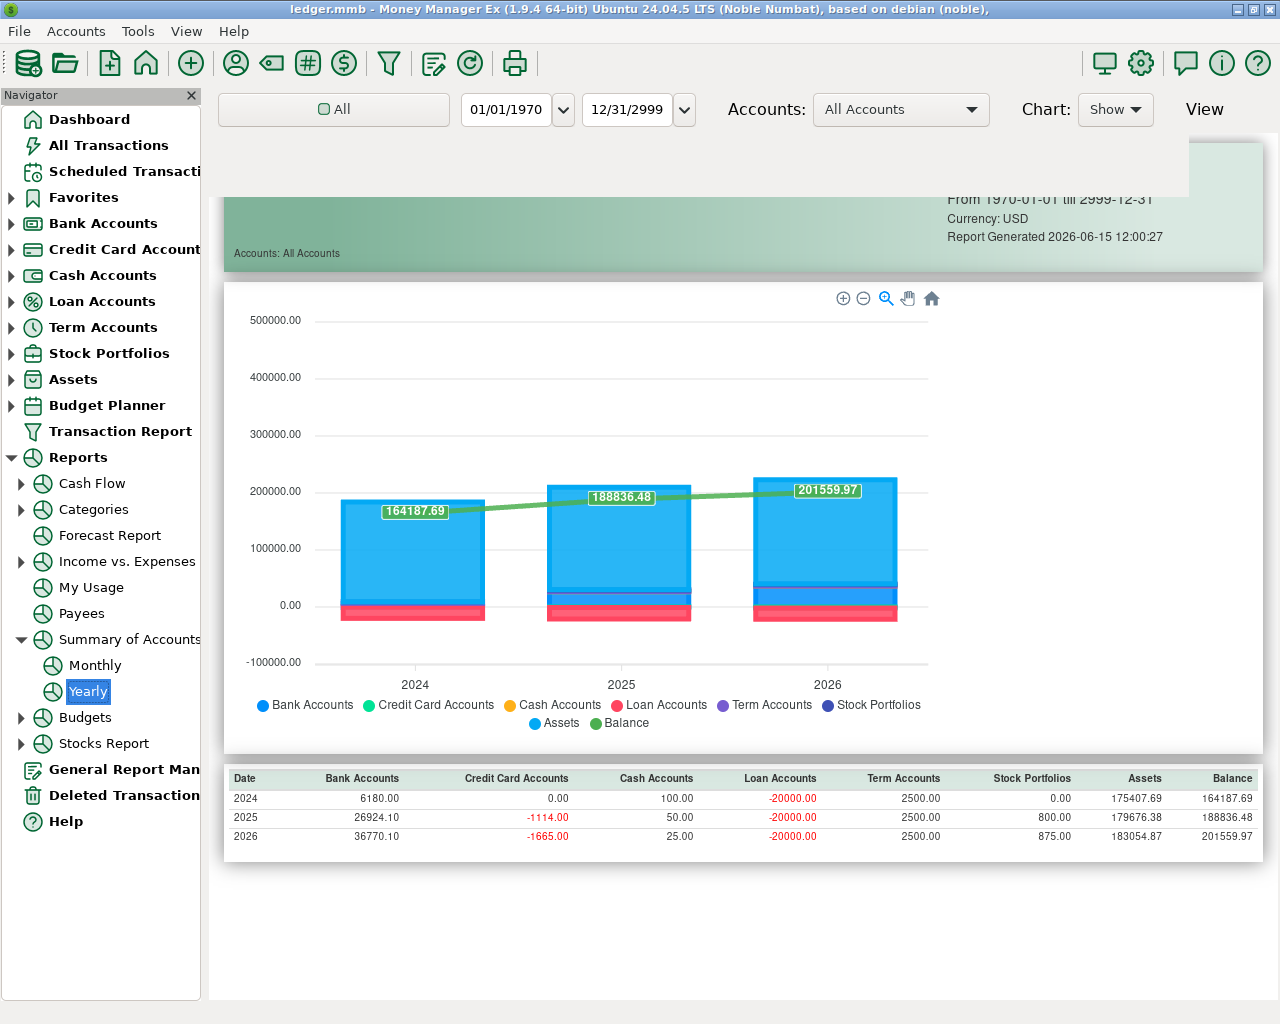 ledger.mmb - Money Manager Ex (1.9.4 64-bit) Ubuntu 24.04.5 LTS (Noble Numbat), based on debian (noble),
File Accounts Tools View Help
Navigator
All 01/01/1970 12/31/2999 Accounts: All Accounts Chart: Show View
Dashboard
All Transactions
Scheduled Transacti
Favorites
Bank Accounts
Credit Card Account
Cash Accounts
Loan Accounts
Term Accounts
Stock Portfolios
Assets
Budget Planner
Transaction Report
Reports
Cash Flow
Categories
Forecast Report
Income vs. Expenses
My Usage
Payees
Summary of Accounts
Monthly
Yearly
Budgets
Stocks Report
General Report Man
Deleted Transaction
Help
From 1970-01-01 till 2999-12-31
Currency: USD
Report Generated 2026-06-15 12:00:27
Accounts: All Accounts
500000.00
400000.00
300000.00
200000.00
100000.00
0.00
-100000.00
164187.69 188836.48 201559.97
2024 2025 2026
Bank Accounts Credit Card Accounts Cash Accounts Loan Accounts Term Accounts Stock Portfolios
Assets Balance
Date Bank Accounts Credit Card Accounts Cash Accounts Loan Accounts Term Accounts Stock Portfolios Assets Balance
2024 6180.00 0.00 100.00 -20000.00 2500.00 0.00 175407.69 164187.69
2025 26924.10 -1114.00 50.00 -20000.00 2500.00 800.00 179676.38 188836.48
2026 36770.10 -1665.00 25.00 -20000.00 2500.00 875.00 183054.87 201559.97